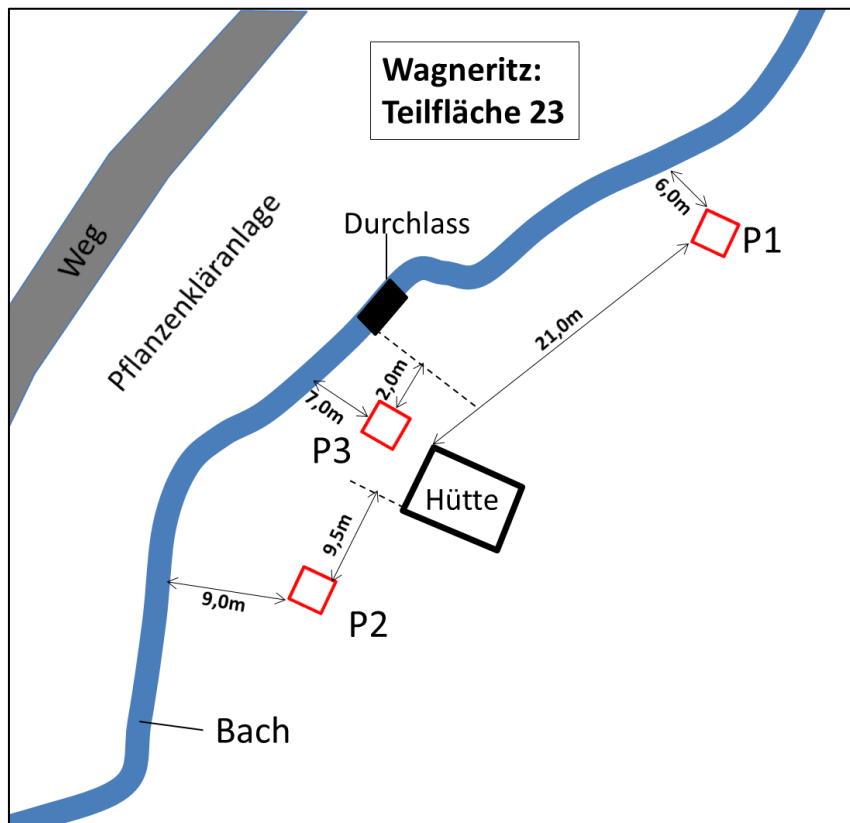 Wagneritz:
Teilfläche 23
6,0m
P1
Durchlass
Weg
Pflanzenkläranlage
21,0m
2,0m
7,0m
P3
Hütte
9,5m
9,0m
P2
Bach